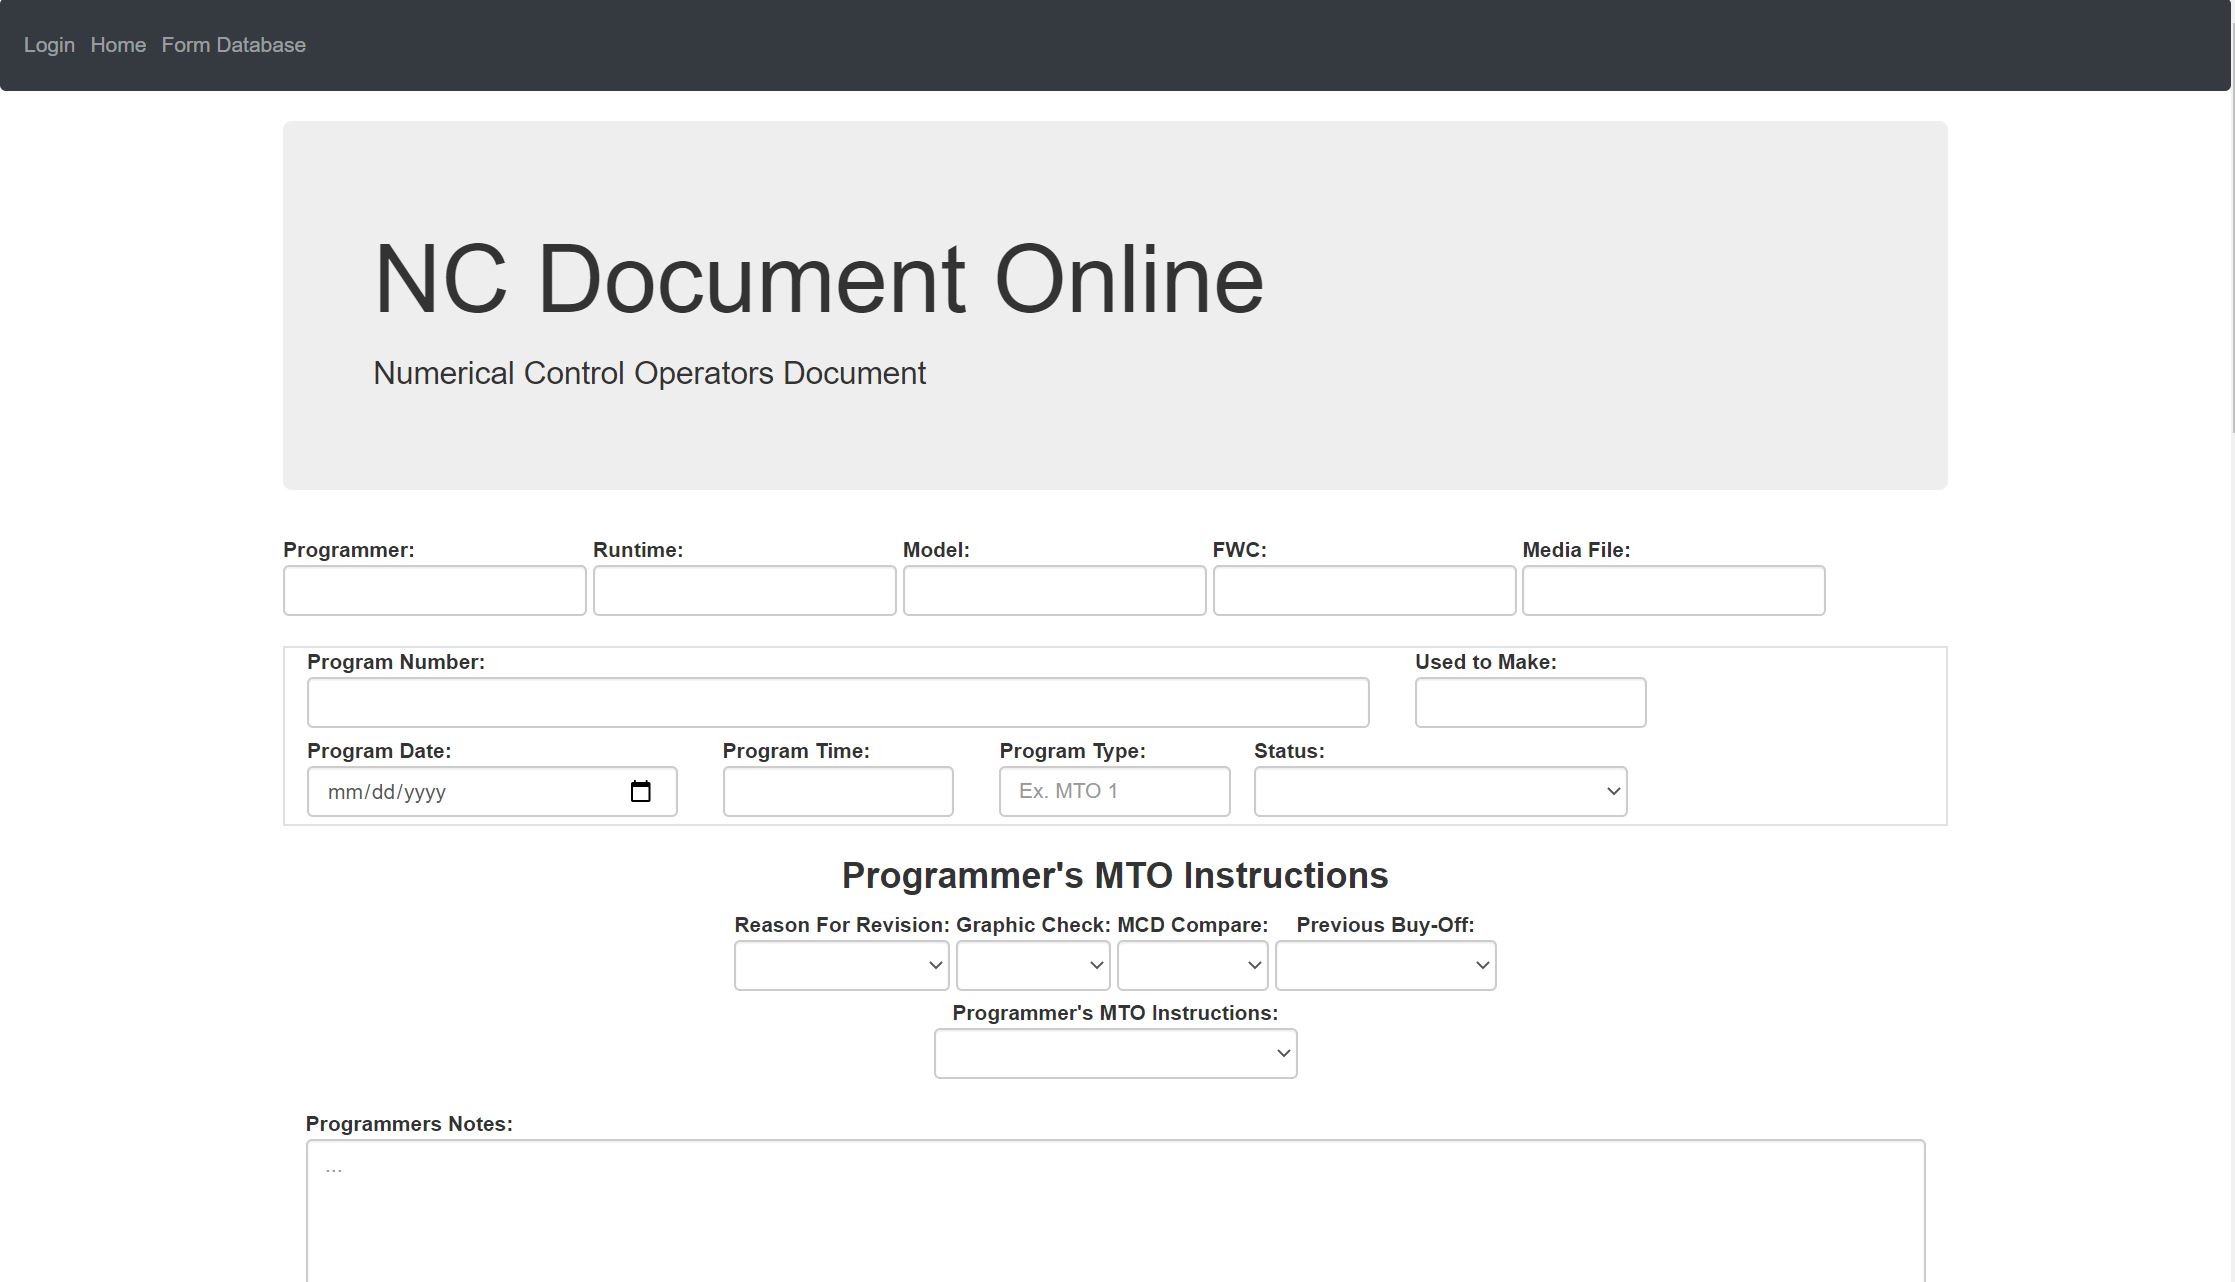 Login Home Form Database
NC Document Online
Numerical Control Operators Document
Programmer: Runtime: Model: FWC: Media File:
Program Number: Used to Make:
Program Date: Program Time: Program Type: Status:
mm/dd/yyyy Ex. MTO 1
Programmer's MTO Instructions
Reason For Revision: Graphic Check: MCD Compare: Previous Buy-Off:
Programmer's MTO Instructions:
Programmers Notes:
...